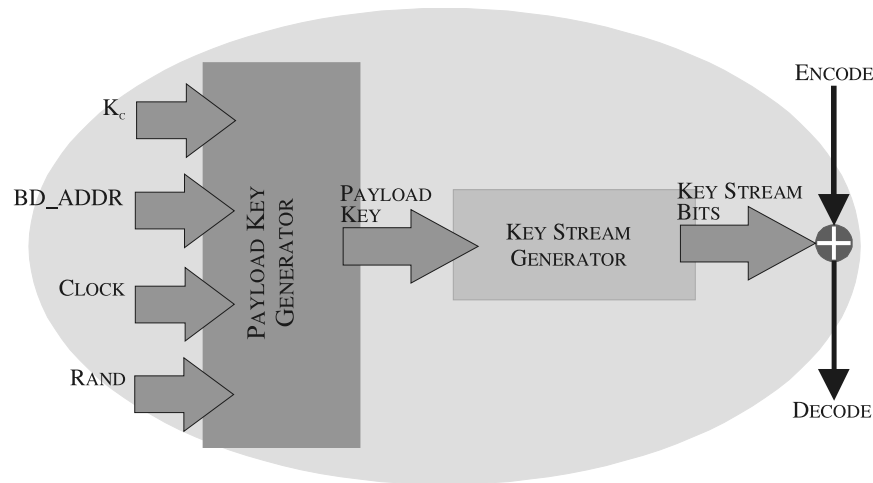 ENCODE
Kc
BD_ADDR
CLOCK
RAND
PAYLOAD KEY
GENERATOR
PAYLOAD
KEY
KEY STREAM
GENERATOR
KEY STREAM
BITS
DECODE